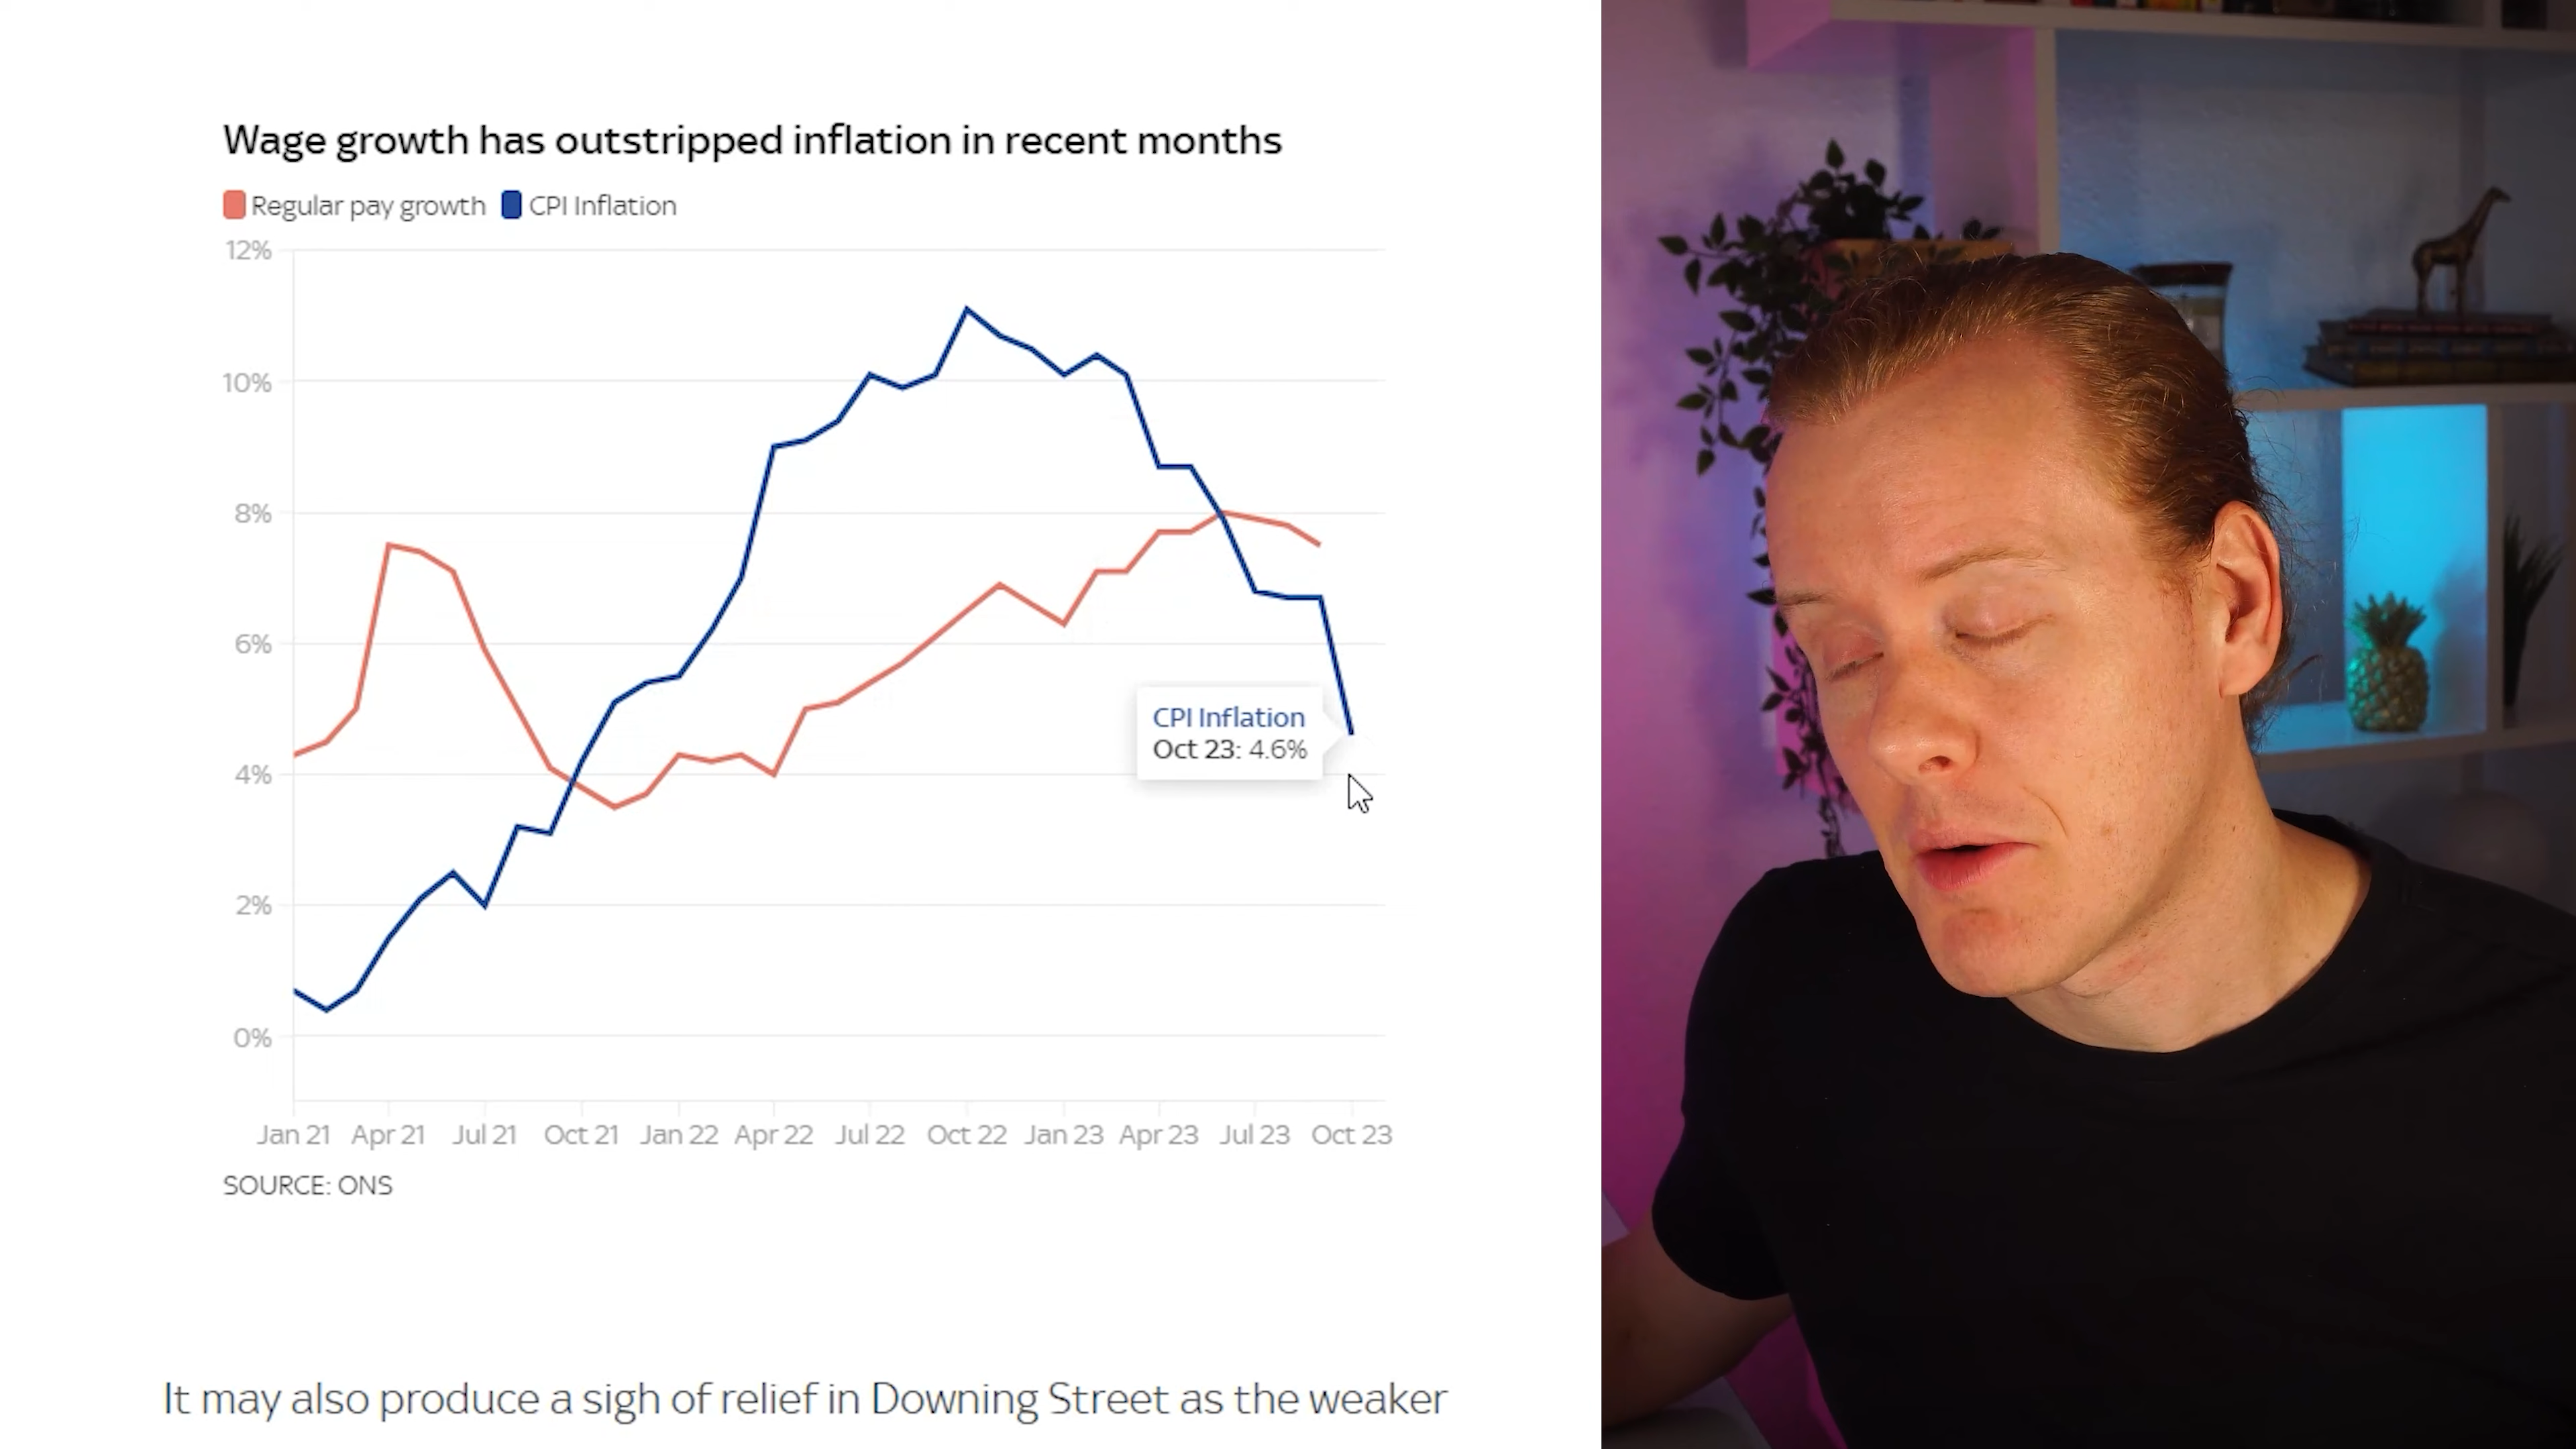 Wage growth has outstripped inflation in recent months
Regular pay growth CPI Inflation
12%
10%
8%
6%
4%
2%
0%
CPI Inflation
Oct 23: 4.6%
Jan 21 Apr 21 Jul 21 Oct 21 Jan 22 Apr 22 Jul 22 Oct 22 Jan 23 Apr 23 Jul 23 Oct 23
SOURCE: ONS
It may also produce a sigh of relief in Downing Street as the weaker